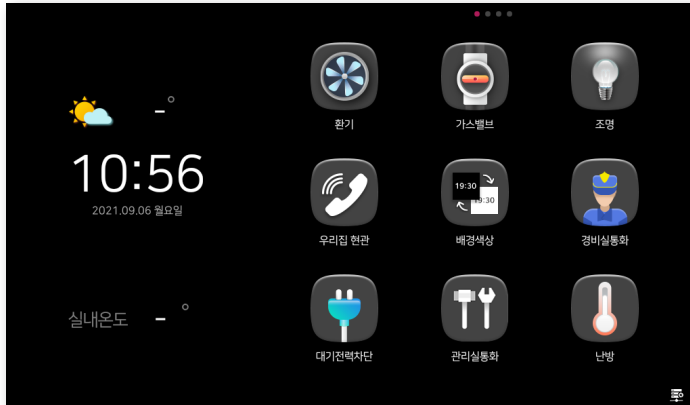 -°
10:56
2021.09.06 월요일
실내온도 - °
환기
가스밸브
조명
우리집 현관
19:30
19:30
배경색상
경비실통화
대기전력차단
관리실통화
난방